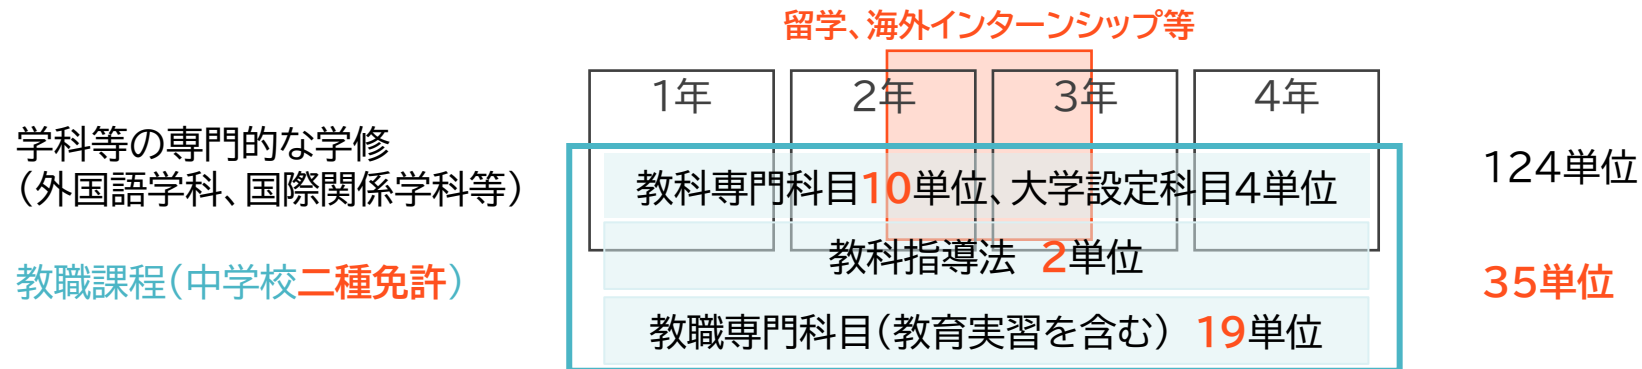 留学、海外インターンシップ等
1年
2年
3年
4年
学科等の専門的な学修
（外国語学科、国際関係学科等）
124単位
教科専門科目10単位、大学設定科目4単位
教科指導法 2単位
教職課程（中学校二種免許）
35単位
教職専門科目（教育実習を含む） 19単位